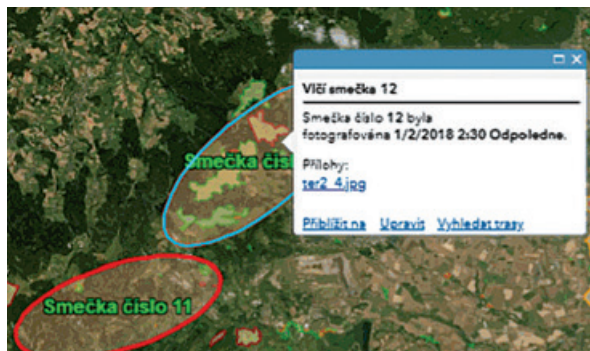 Vlčí smečka 12
Smečka číslo 12 byla
fotografována 1/2/2018 2:30 Odpoledne.
Přílohy:
ter2_4.jpg
Přiblížit na Upravit Vyhledat trasy
Smečka čísl
Smečka číslo 11